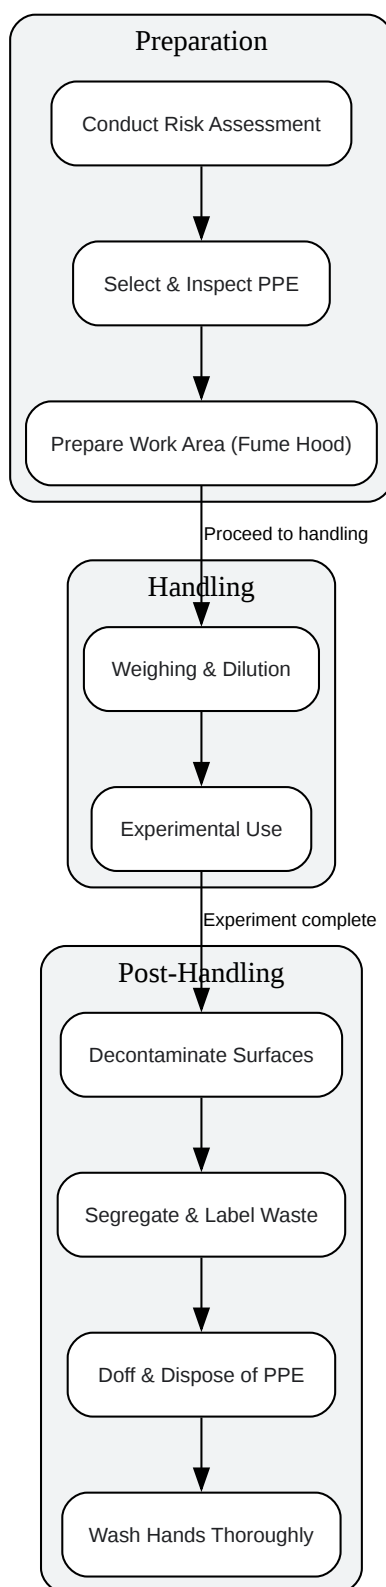 Preparation
Conduct Risk Assessment
Select & Inspect PPE
Prepare Work Area (Fume Hood)
Proceed to handling
Handling
Weighing & Dilution
Experimental Use
Experiment complete
Post-Handling
Decontaminate Surfaces
Segregate & Label Waste
Doff & Dispose of PPE
Wash Hands Thoroughly